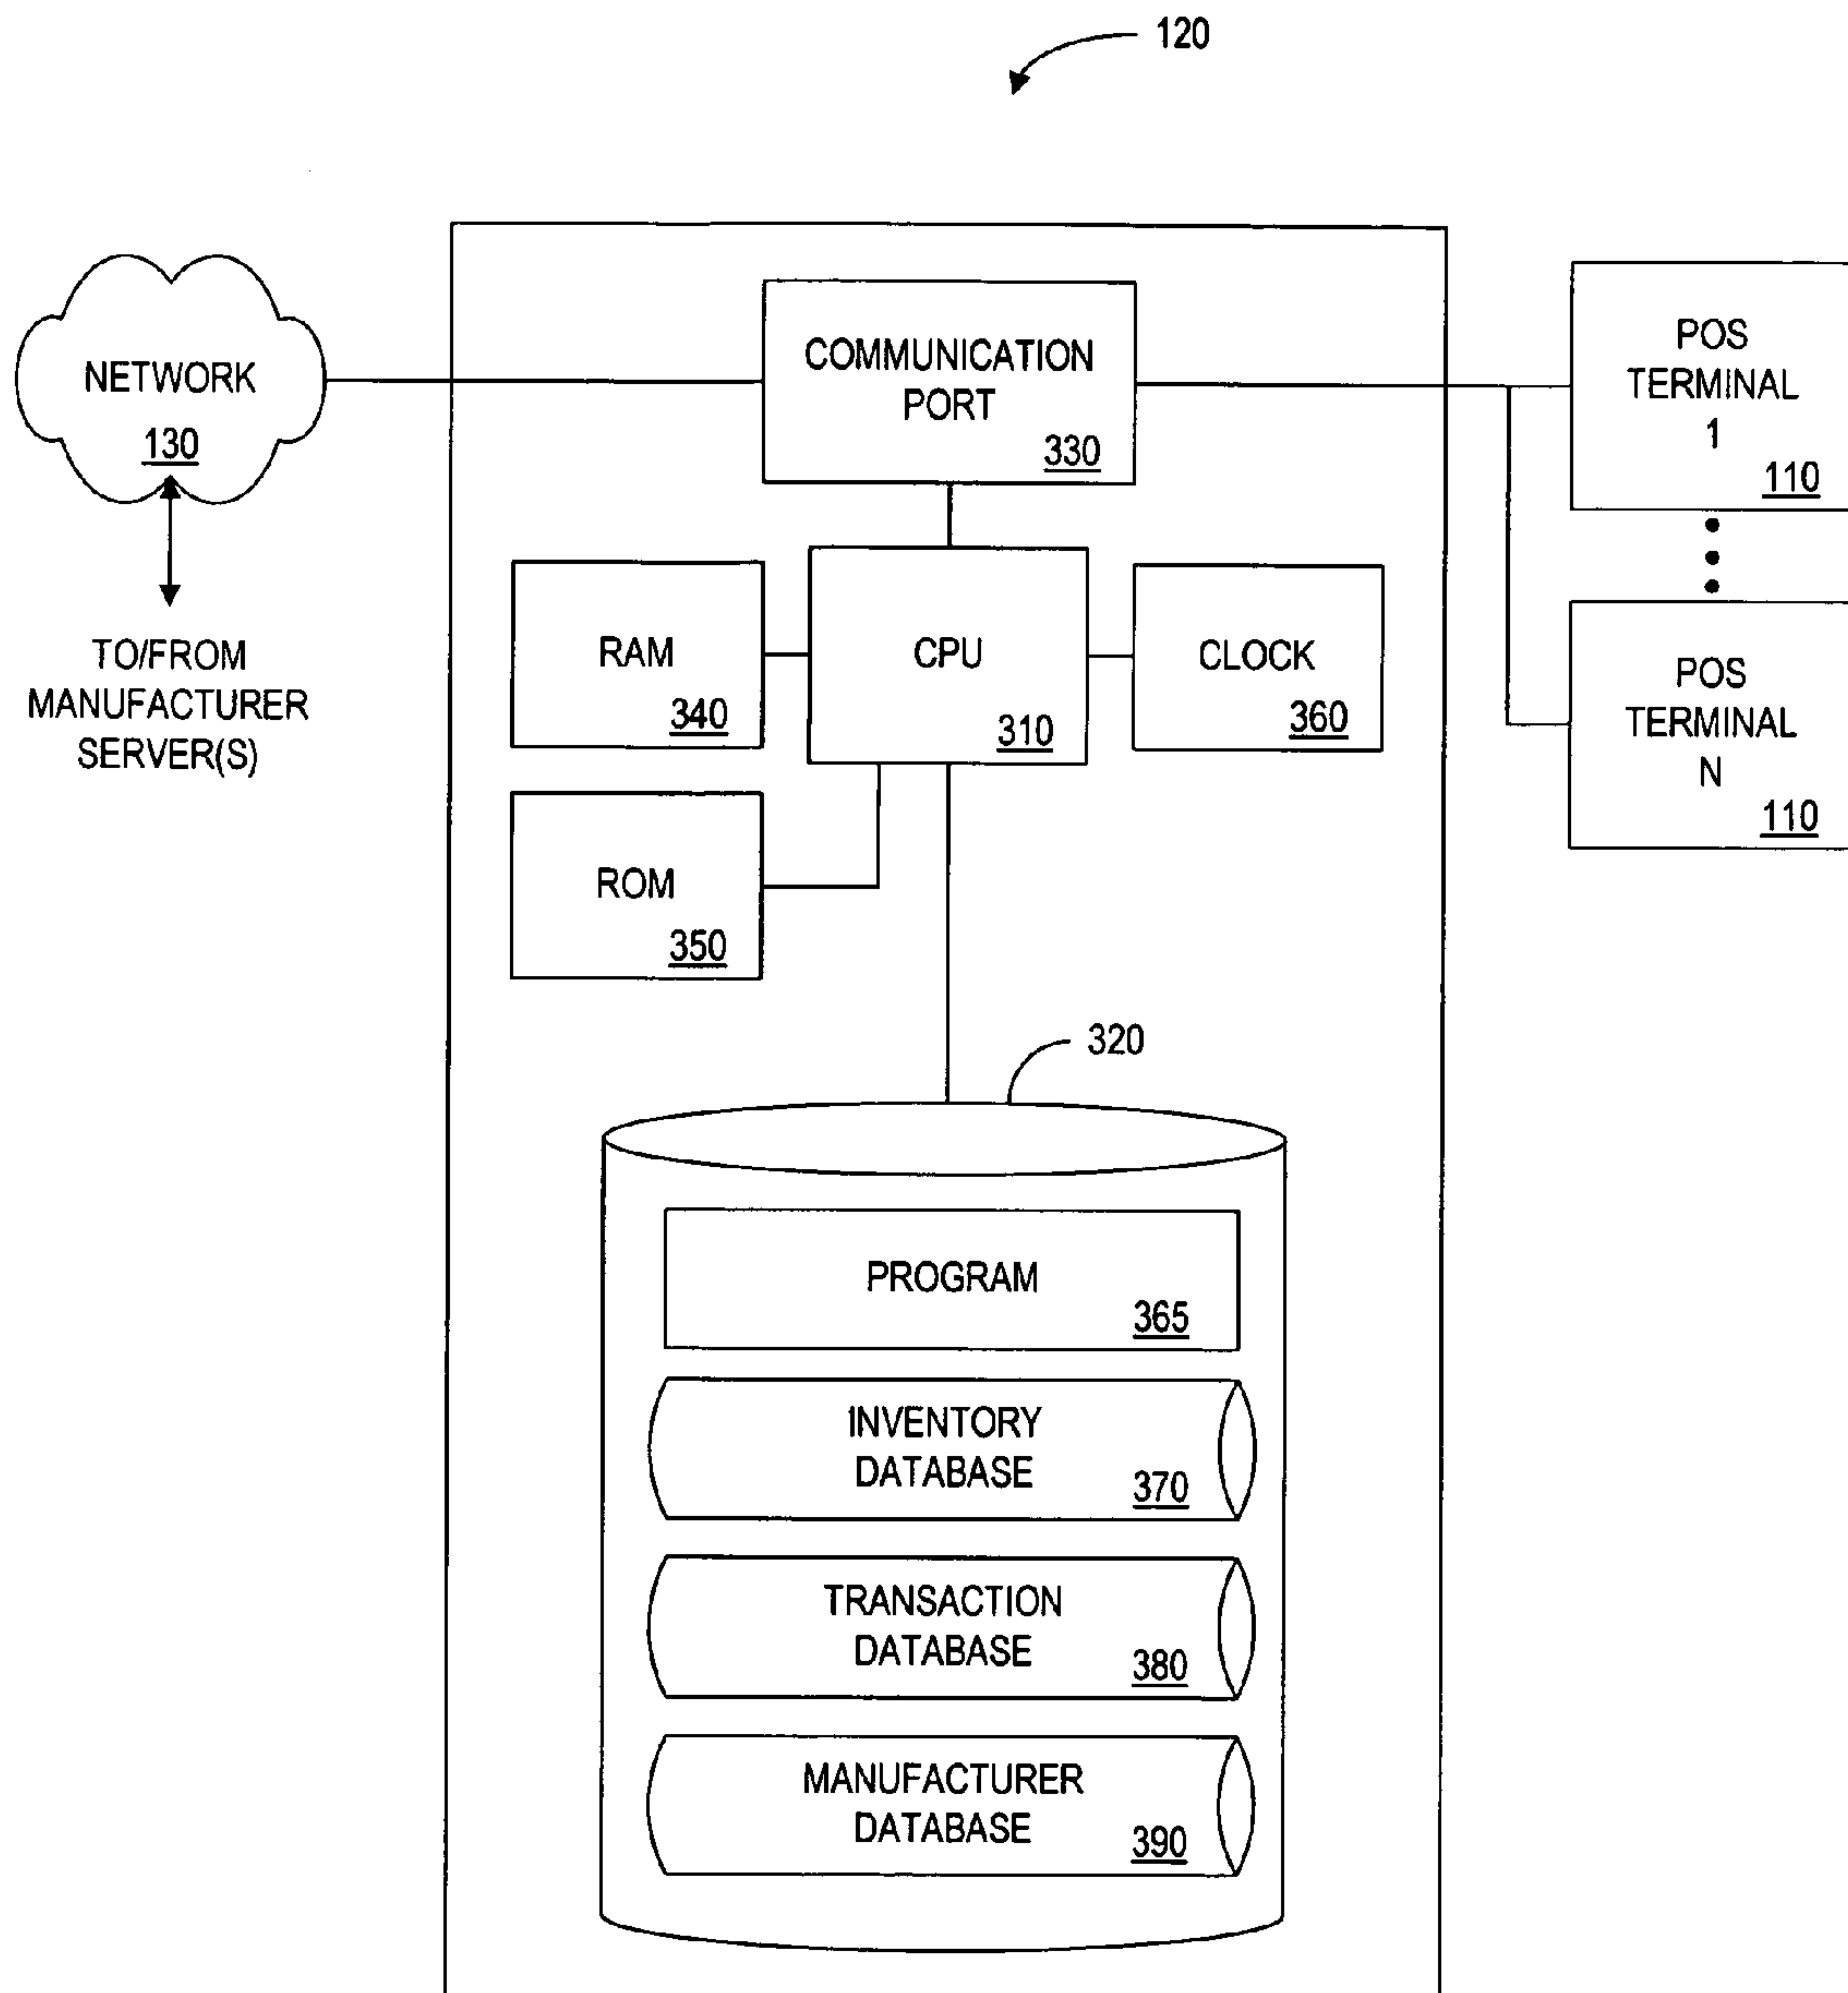 120
NETWORK
130
TO/FROM
MANUFACTURER
SERVER(S)
COMMUNICATION
PORT
330
POS
TERMINAL
1
110
POS
TERMINAL
N
110
RAM
340
CPU
310
CLOCK
360
ROM
350
320
PROGRAM
365
INVENTORY
DATABASE
370
TRANSACTION
DATABASE
380
MANUFACTURER
DATABASE
390